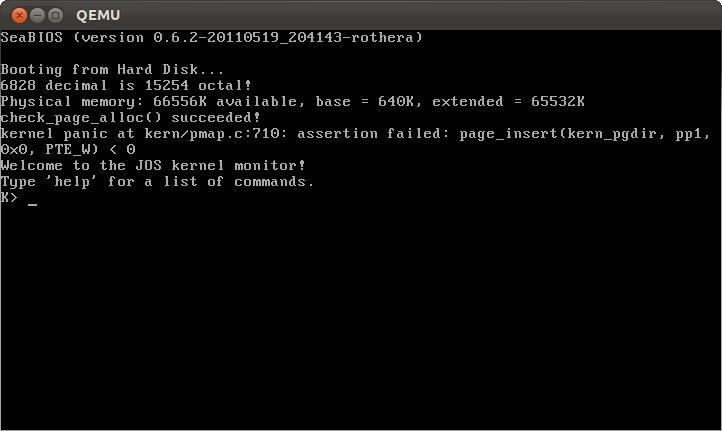 QEMU
SeaBIOS (version 0.6.2-20110519_204143-rothera)
Booting from Hard Disk...
6828 decimal is 15254 octal!
Physical memory: 66556K available, base = 640K, extended = 65532K
check_page_alloc() succeeded!
kernel panic at kern/pmap.c:710: assertion failed: page_insert(kern_pgdir, pp1,
0x0, PTE_W) < 0
Welcome to the JOS kernel monitor!
Type 'help' for a list of commands.
K> _